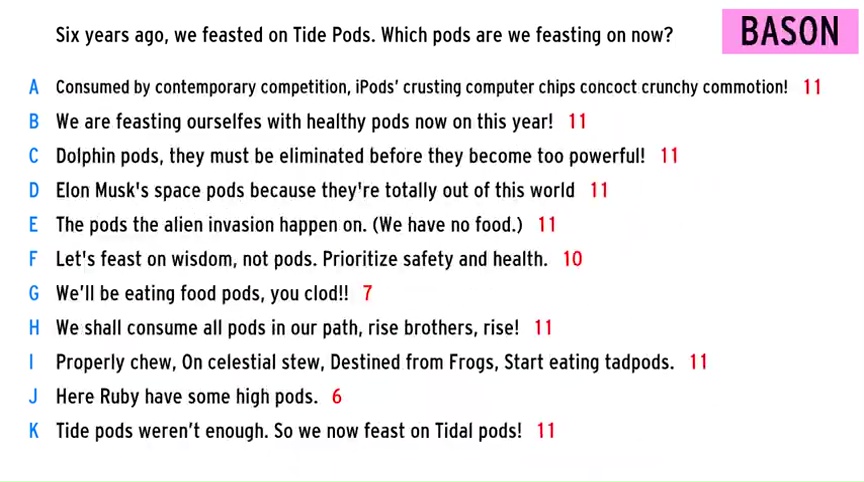 Six years ago, we feasted on Tide Pods. Which pods are we feasting on now?
BASON
A Consumed by contemporary competition, iPods' crusting computer chips concoct crunchy commotion! 11
B We are feasting ourselfes with healthy pods now on this year! 11
C Dolphin pods, they must be eliminated before they become too powerful! 11
D Elon Musk's space pods because they're totally out of this world 11
E The pods the alien invasion happen on. (We have no food.) 11
F Let's feast on wisdom, not pods. Prioritize safety and health. 10
G We'll be eating food pods, you clod!! 7
H We shall consume all pods in our path, rise brothers, rise! 11
I Properly chew, On celestial stew, Destined from Frogs, Start eating tadpods. 11
J Here Ruby have some high pods. 6
K Tide pods weren't enough. So we now feast on Tidal pods! 11